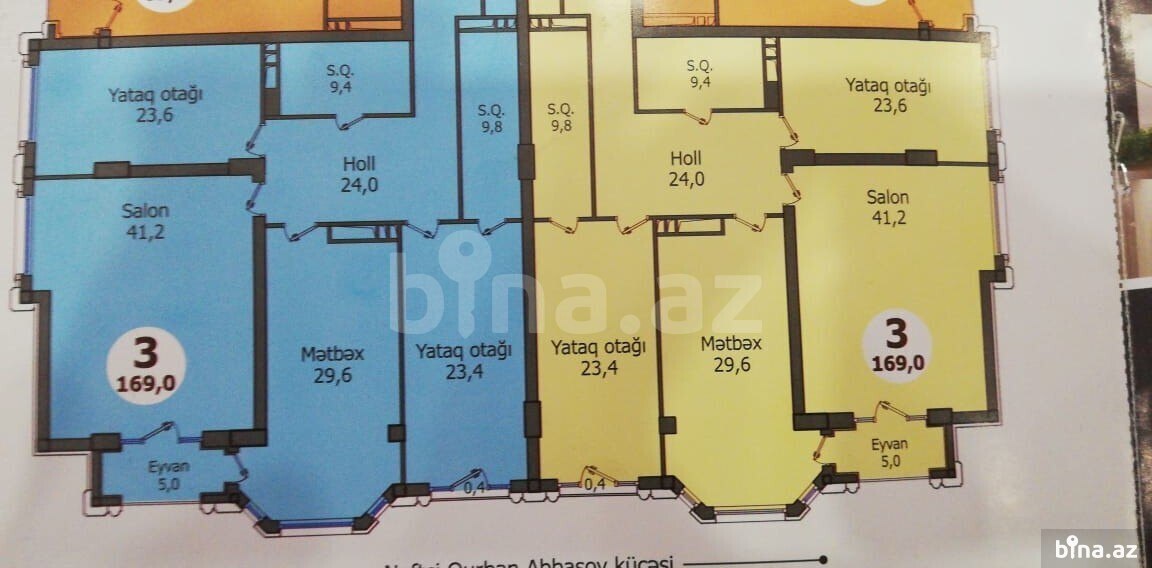 Yataq otağı
23,6
S.Q.
9,4
S.Q.
9,8
Holl
24,0
Salon
41,2
3
169,0
Mətbəx
29,6
Yataq otağı
23,4
Eyvan
5,0
0,4
S.Q.
9,8
S.Q.
9,4
Yataq otağı
23,6
Holl
24,0
Salon
41,2
Yataq otağı
23,4
Mətbəx
29,6
3
169,0
Eyvan
5,0
0,4
bina.az
Neftçi Qurban Abbasov küçəsi
bina.az